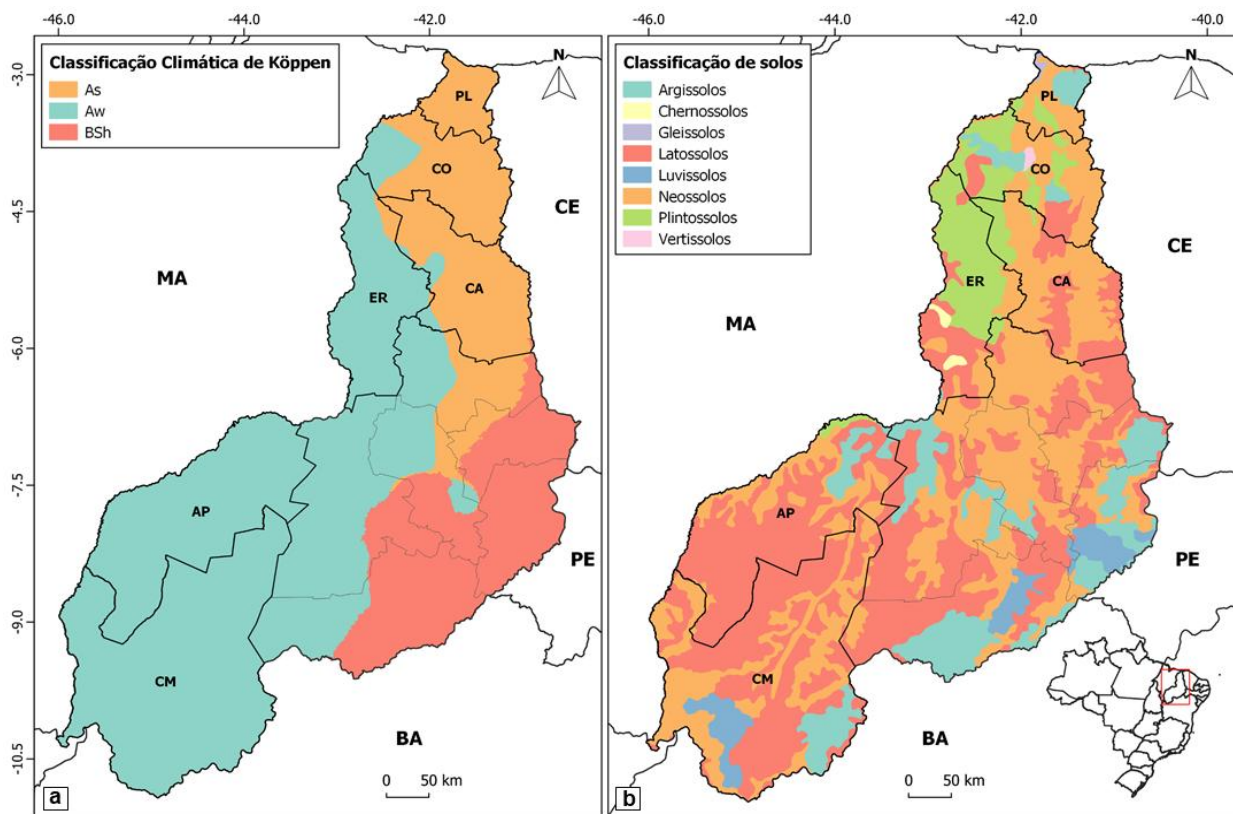 -46.0 -44.0 -42.0 -46.0 -44.0 -42.0 -40.0
Classificação Climática de Köppen
As
Aw
BSh
N
-3.0
-4.5
-6.0
-7.5
-9.0
-10.5
PL
CO
CE
MA
ER
CA
AP
PE
CM
BA
0 50 km
a
Classificação de solos
Argissolos
Chernossolos
Gleissolos
Latossolos
Luvissolos
Neossolos
Plintossolos
Vertissolos
N
PL
CO
CE
MA
ER
CA
AP
PE
CM
BA
0 50 km
b